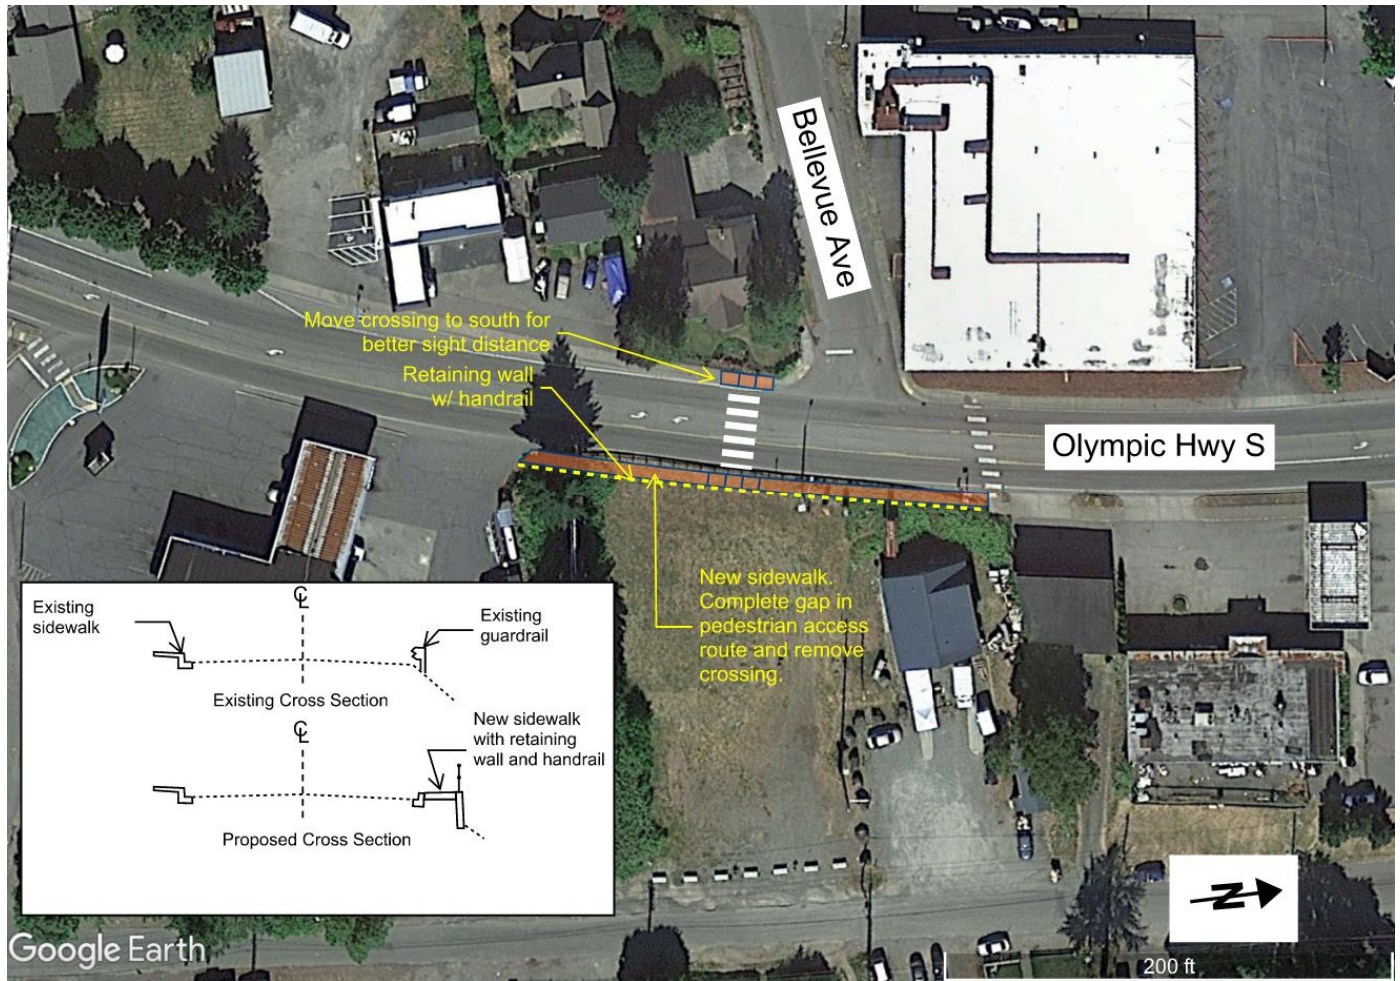 Bellevue Ave
Move crossing to south for
better sight distance
Retaining wall
w/ handrail
Olympic Hwy S
New sidewalk.
Complete gap in
pedestrian access
route and remove
crossing.
℄
Existing
sidewalk
Existing
guardrail
Existing Cross Section
℄
New sidewalk
with retaining
wall and handrail
Proposed Cross Section
N
Google Earth
200 ft